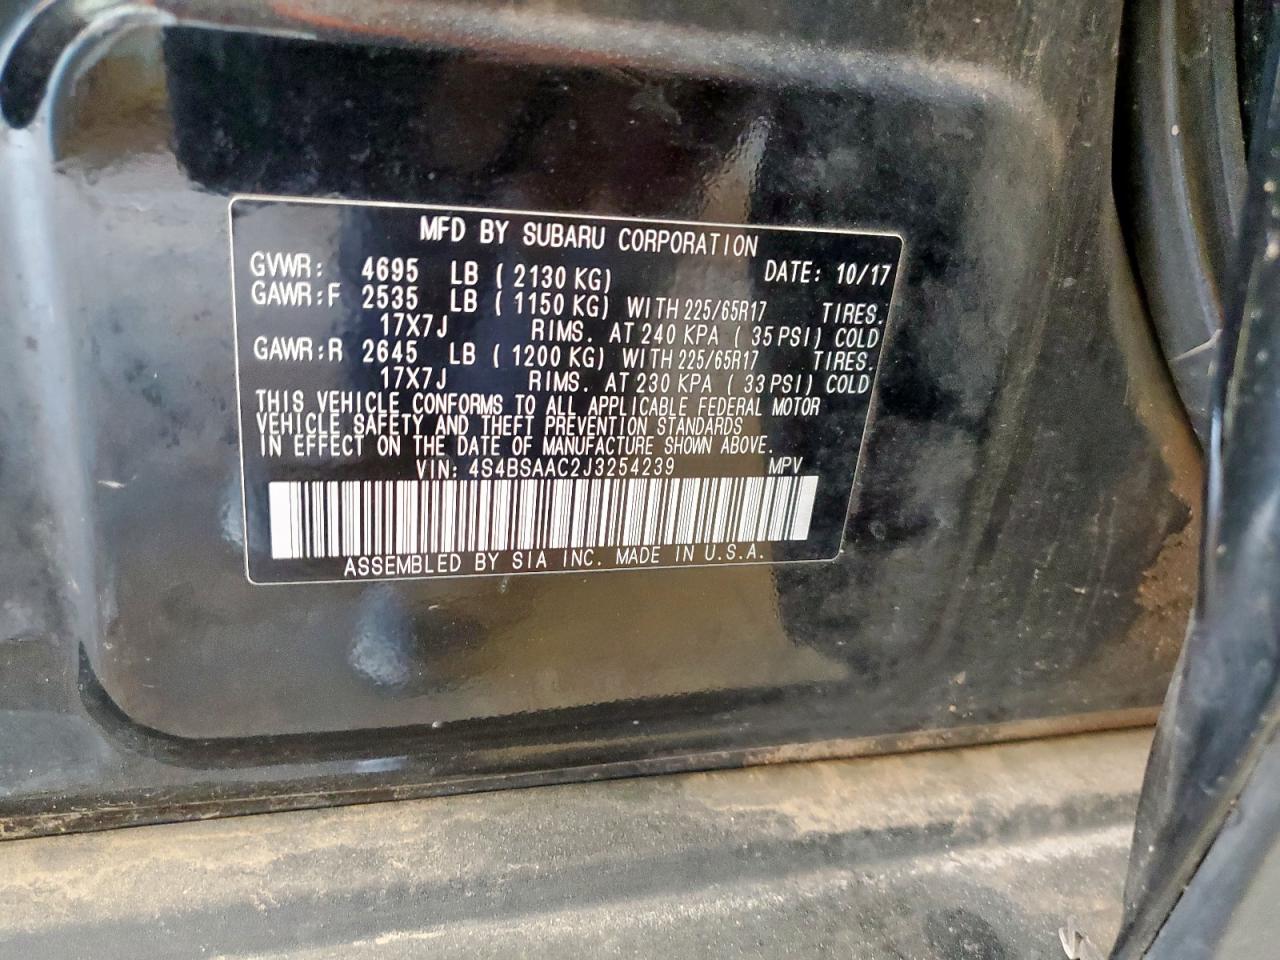 MFD BY SUBARU CORPORATION
GVWR: 4695 LB ( 2130 KG) DATE: 10/17
GAWR:F 2535 LB ( 1150 KG) WITH 225/65R17 TIRES.
17X7J RIMS. AT 240 KPA ( 35 PSI) COLD
GAWR:R 2645 LB ( 1200 KG) WITH 225/65R17 TIRES.
17X7J RIMS. AT 230 KPA ( 33 PSI) COLD
THIS VEHICLE CONFORMS TO ALL APPLICABLE FEDERAL MOTOR
VEHICLE SAFETY AND THEFT PREVENTION STANDARDS
IN EFFECT ON THE DATE OF MANUFACTURE SHOWN ABOVE.
VIN: 4S4BSAAC2J3254239 MPV
ASSEMBLED BY SIA INC. MADE IN U.S.A.